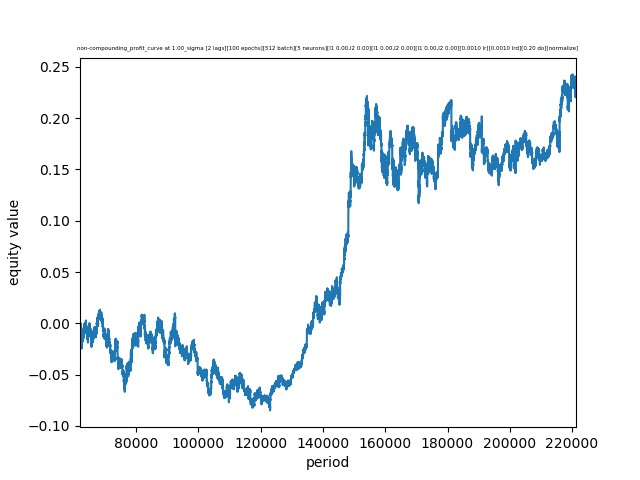 non-compounding_profit_curve at 1.00_sigma [2 lags][100 epochs][512 batch][5 neurons][l1 0.00,l2 0.00][l1 0.00,l2 0.00][l1 0.00,l2 0.00][0.0010 lr][0.0010 lrd][0.20 do][normalize]
0.25
0.20
0.15
0.10
0.05
0.00
−0.05
−0.10
equity value
80000 100000 120000 140000 160000 180000 200000 220000
period